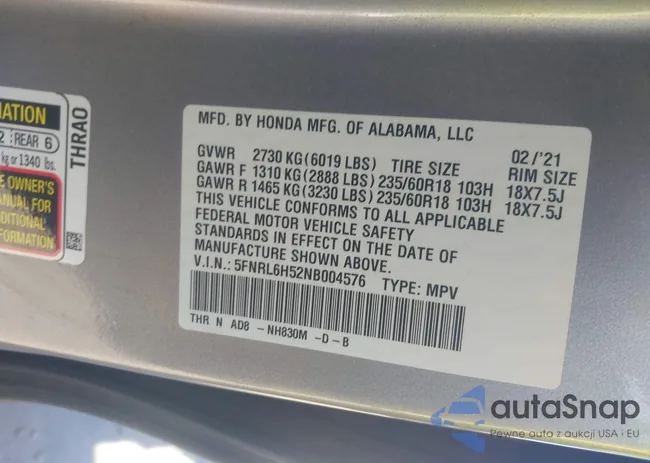 MATION
2 REAR 6
kg or 1340 lbs.
E OWNER'S
MANUAL FOR
DITIONAL
FORMATION
THRA0
MFD. BY HONDA MFG. OF ALABAMA, LLC
02/'21
GVWR 2730 KG (6019 LBS) TIRE SIZE RIM SIZE
GAWR F 1310 KG (2888 LBS) 235/60R18 103H 18X7.5J
GAWR R 1465 KG (3230 LBS) 235/60R18 103H 18X7.5J
THIS VEHICLE CONFORMS TO ALL APPLICABLE
FEDERAL MOTOR VEHICLE SAFETY
STANDARDS IN EFFECT ON THE DATE OF
MANUFACTURE SHOWN ABOVE.
V.I.N.: 5FNRL6H52NB004576 TYPE: MPV
THR N AD8 -NH830M -D-B
autaSnap
Pewne auta z aukcji USA i EU